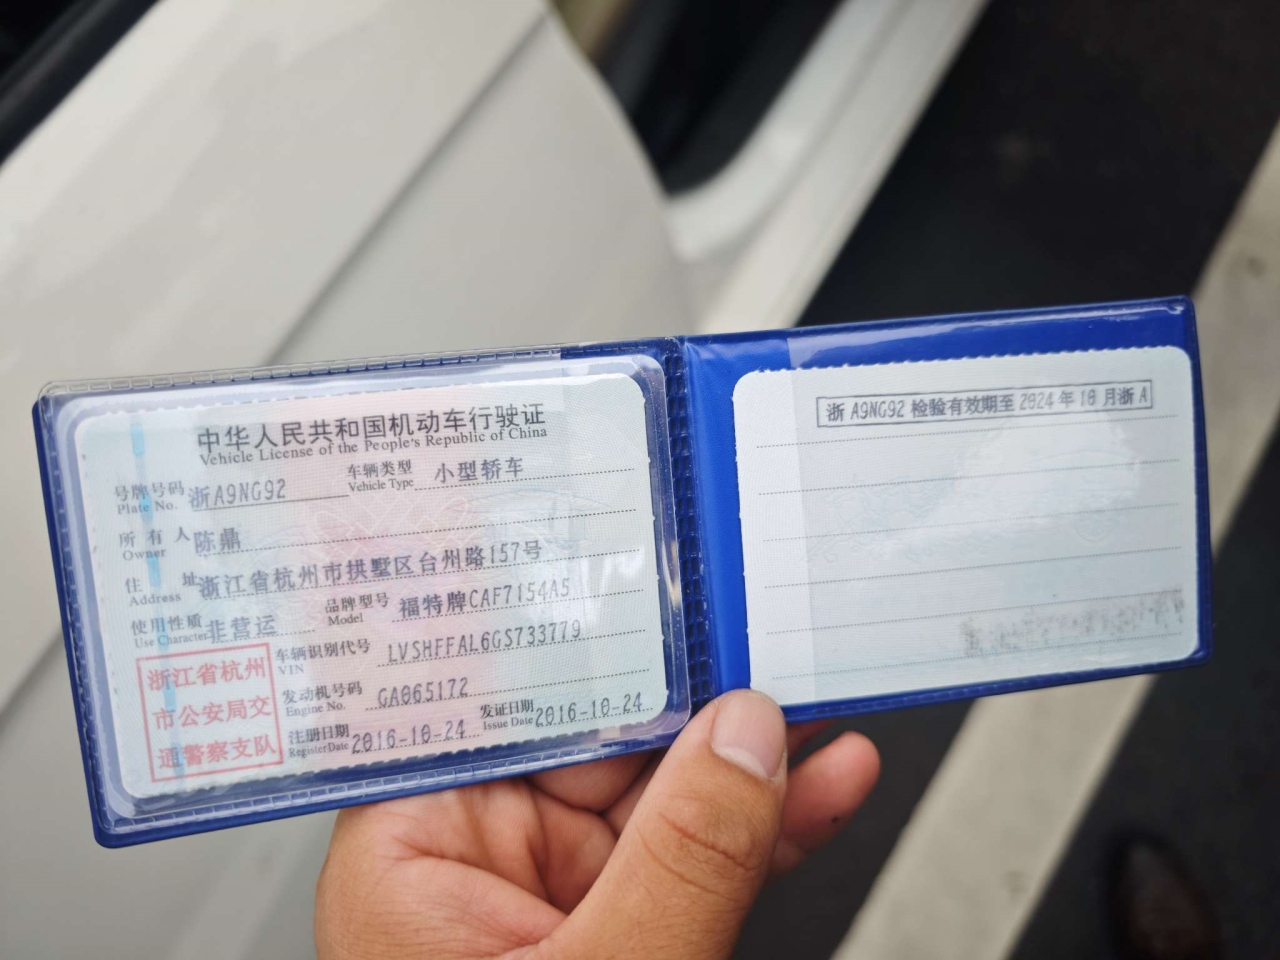 中华人民共和国机动车行驶证
Vehicle License of the People's Republic of China
号牌号码 浙A9NG92 车辆类型 小型轿车
Plate No. Vehicle Type
所有人 陈鼎
Owner
住址 浙江省杭州市拱墅区台州路157号
Address
使用性质 非营运 品牌型号 福特牌CAF7154A5
Use Character Model
车辆识别代号 LVSHFFAL6GS733779
VIN
发动机号码 GA065172
Engine No.
注册日期 2016-10-24 发证日期 2016-10-24
Register Date Issue Date
浙江省杭州
市公安局交
通警察支队
浙A9NG92 检验有效期至 2024年10月浙A